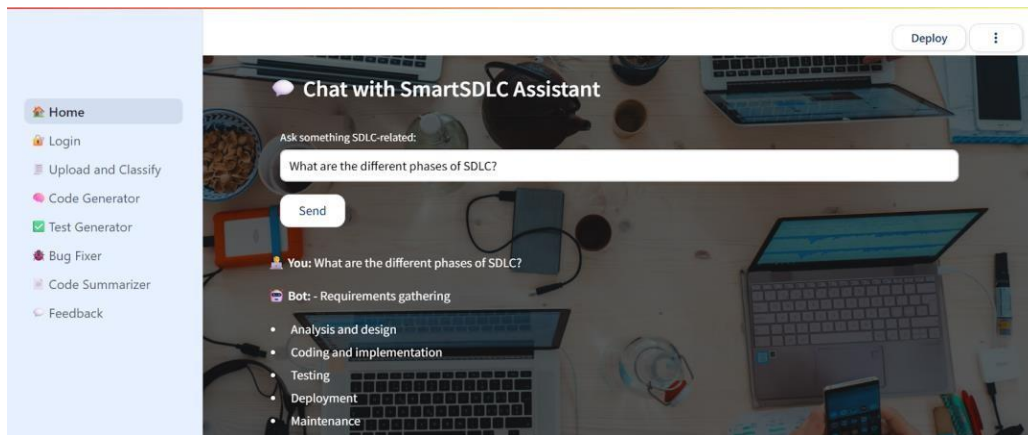 Deploy
Home
Login
Upload and Classify
Code Generator
Test Generator
Bug Fixer
Code Summarizer
Feedback
Chat with SmartSDLC Assistant
Ask something SDLC-related:
What are the different phases of SDLC?
Send
You: What are the different phases of SDLC?
Bot: - Requirements gathering
• Analysis and design
• Coding and implementation
• Testing
• Deployment
• Maintenance